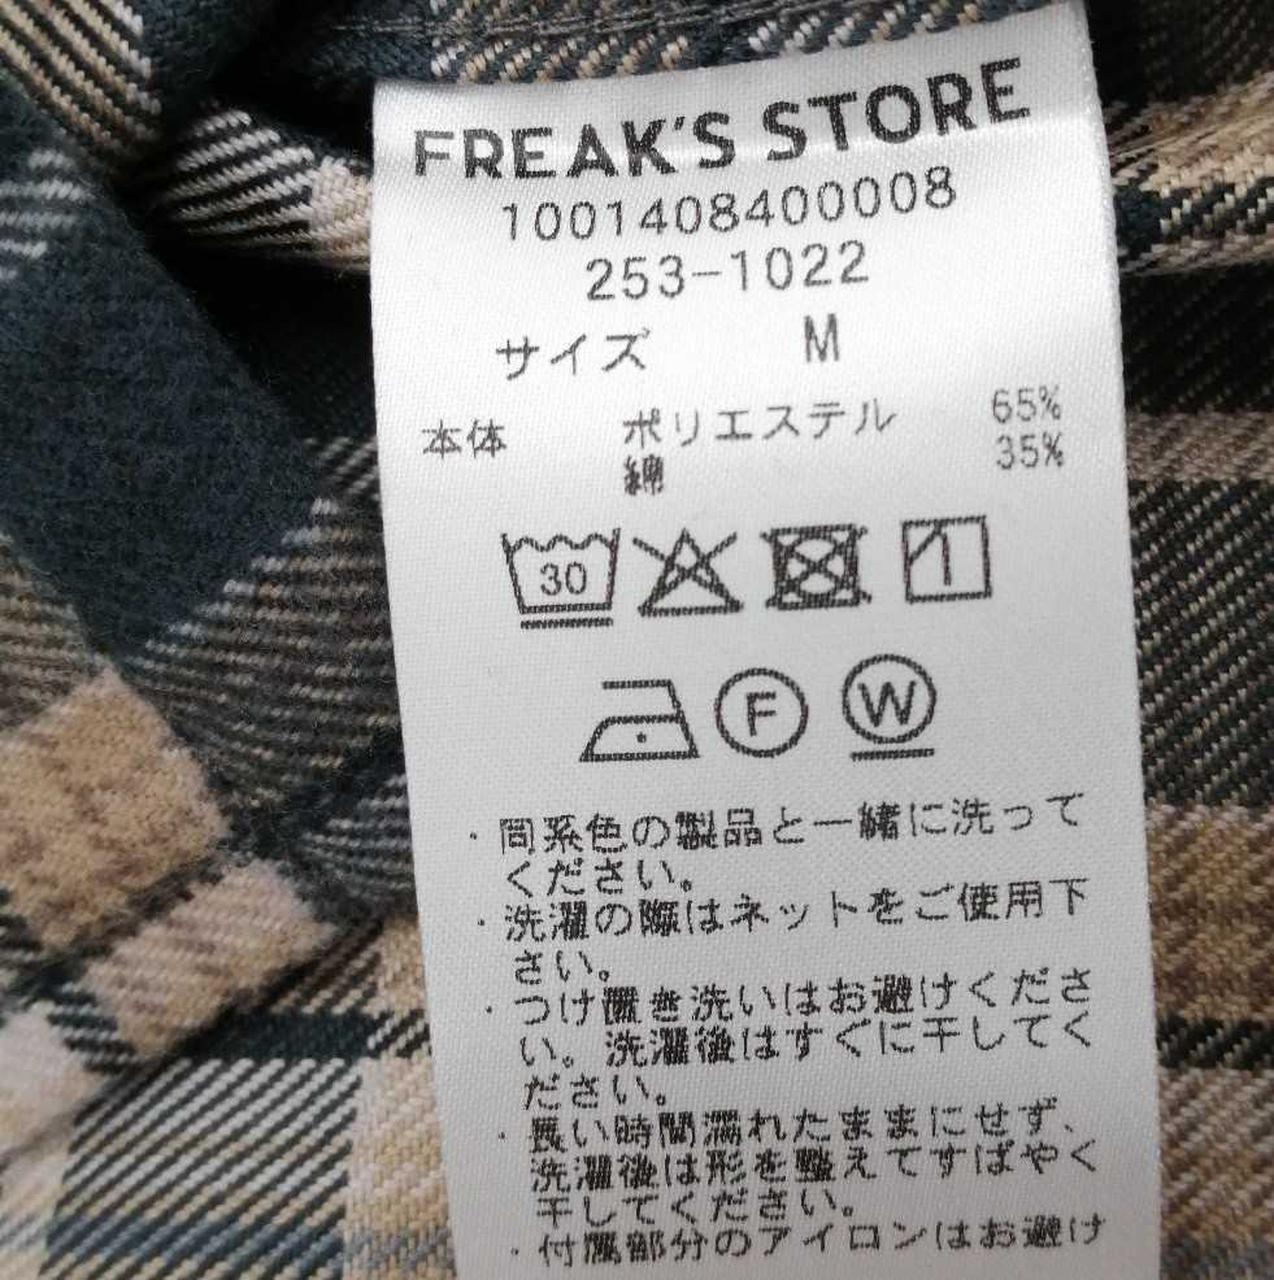 FREAK'S STORE
1001408400008
253-1022
サイズ M
本体 ポリエステル 65%
綿 35%
30
F W
・同系色の製品と一緒に洗って
ください。
・洗濯の際はネットをご使用下
さい。
・つけ置き洗いはお避けくださ
い。洗濯後はすぐに干してく
ださい。
・長い時間濡れたままにせず、
洗濯後は形を整えてすばやく
干してください。
・付属部分のアイロンはお避け